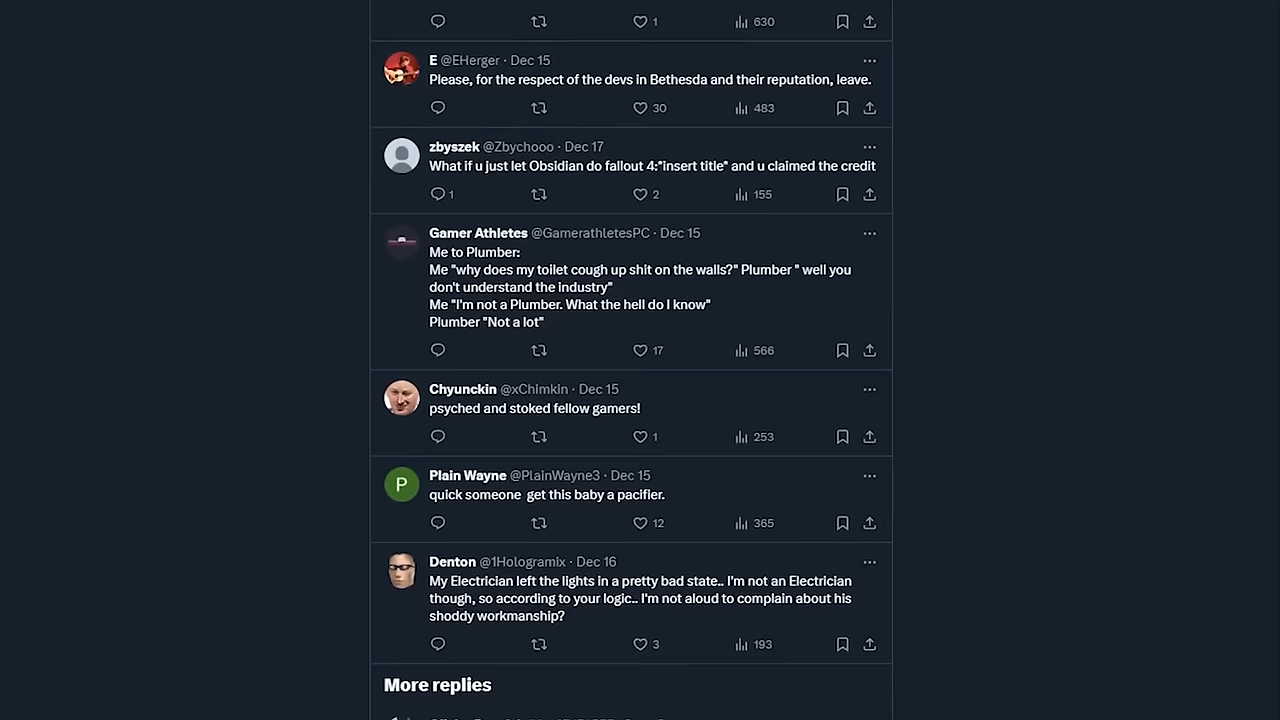 1 630
E @EHerger · Dec 15
Please, for the respect of the devs in Bethesda and their reputation, leave.
30 483
zbyszek @Zbychooo · Dec 17
What if u just let Obsidian do fallout 4:"insert title" and u claimed the credit
1 2 155
Gamer Athletes @GamerathletesPC · Dec 15
Me to Plumber:
Me "why does my toilet cough up shit on the walls?" Plumber " well you
don't understand the industry"
Me "I'm not a Plumber. What the hell do I know"
Plumber "Not a lot"
17 566
Chyunckin @xChimkin · Dec 15
psyched and stoked fellow gamers!
1 253
P
Plain Wayne @PlainWayne3 · Dec 15
quick someone get this baby a pacifier.
12 365
Denton @1Hologramix · Dec 16
My Electrician left the lights in a pretty bad state.. I'm not an Electrician
though, so according to your logic.. I'm not aloud to complain about his
shoddy workmanship?
3 193
More replies